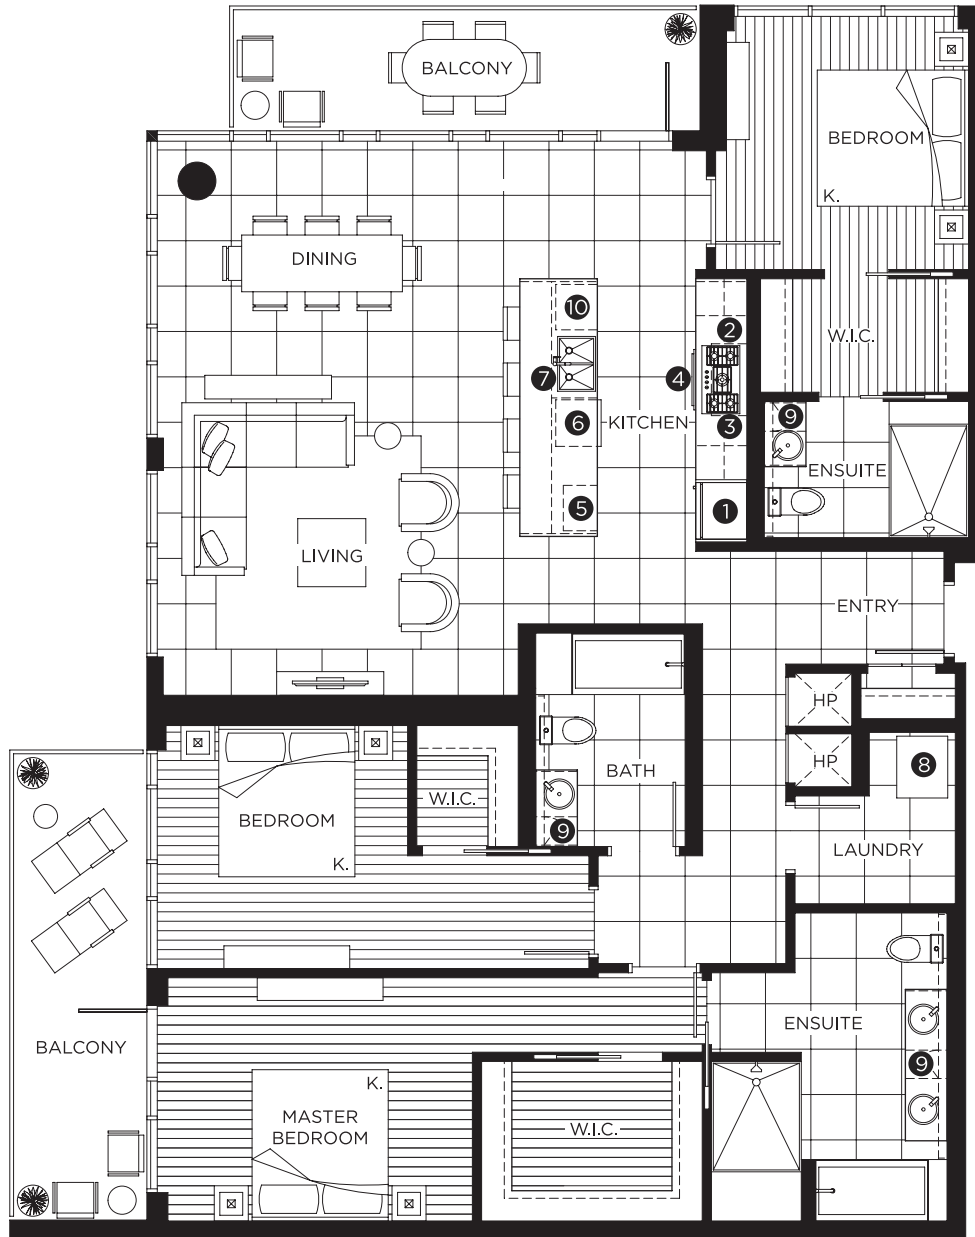 BALCONY
BEDROOM
K.
DINING
10
2
W.I.C.
7
4
9
6
KITCHEN
3
ENSUITE
5
1
LIVING
ENTRY
HP
HP
8
BATH
W.I.C.
BEDROOM
9
K.
LAUNDRY
ENSUITE
BALCONY
9
K.
MASTER
BEDROOM
W.I.C.